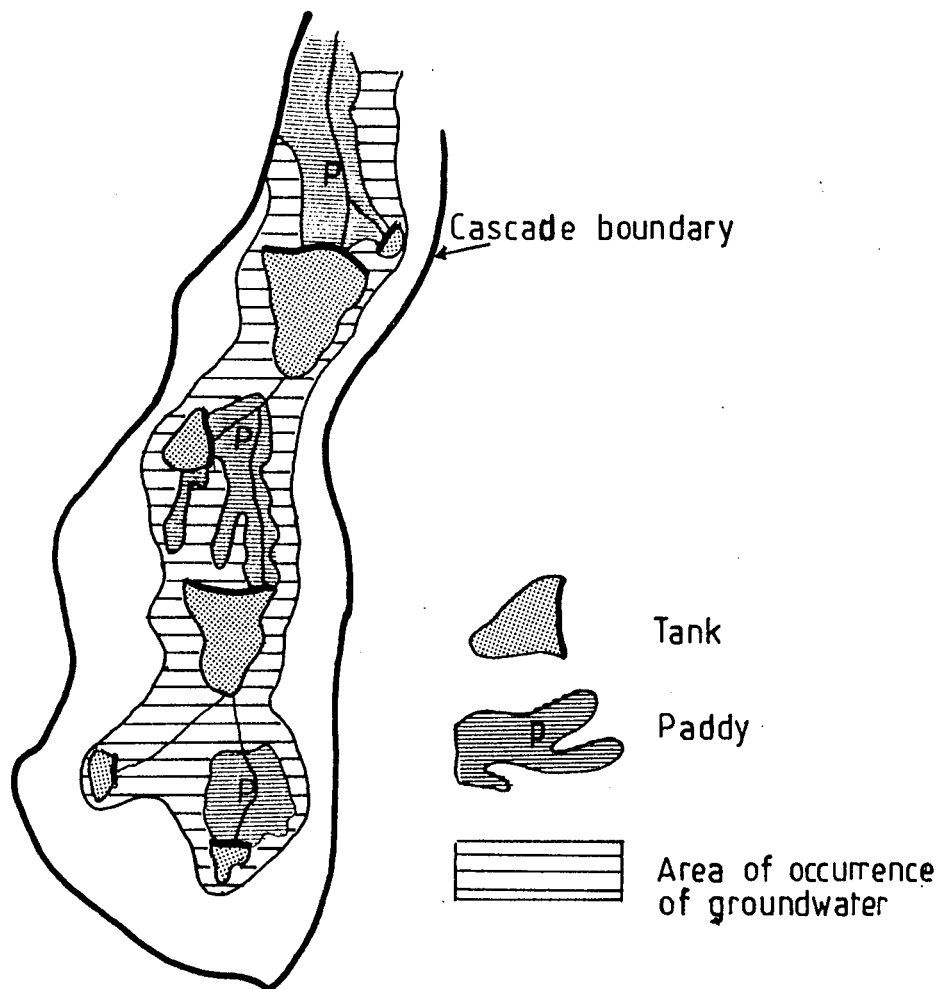 P
Cascade boundary
P
Tank
Paddy
P
P
Area of occurrence
of groundwater